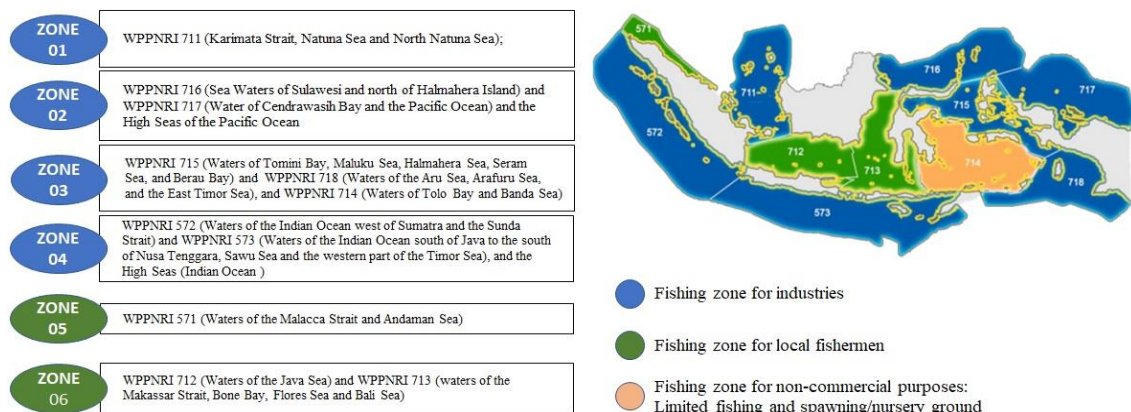 ZONE
01
WPPNRI 711 (Karimata Strait, Natuna Sea and North Natuna Sea);
ZONE
02
WPPNRI 716 (Sea Waters of Sulawesi and north of Halmahera Island) and
WPPNRI 717 (Water of Cendrawasih Bay and the Pacific Ocean) and the
High Seas of the Pacific Ocean
ZONE
03
WPPNRI 715 (Waters of Tomini Bay, Maluku Sea, Halmahera Sea, Seram
Sea, and Berau Bay) and WPPNRI 718 (Waters of the Aru Sea, Arafuru Sea,
and the East Timor Sea), and WPPNRI 714 (Waters of Tolo Bay and Banda Sea)
ZONE
04
WPPNRI 572 (Waters of the Indian Ocean west of Sumatra and the Sunda
Strait) and WPPNRI 573 (Waters of the Indian Ocean south of Java to the south
of Nusa Tenggara, Sawu Sea and the western part of the Timor Sea), and the
High Seas (Indian Ocean )
ZONE
05
WPPNRI 571 (Waters of the Malacca Strait and Andaman Sea)
ZONE
06
WPPNRI 712 (Waters of the Java Sea) and WPPNRI 713 (waters of the
Makassar Strait, Bone Bay, Flores Sea and Bali Sea)
571
711
716
717
715
572
712
713
714
718
573
Fishing zone for industries
Fishing zone for local fishermen
Fishing zone for non-commercial purposes:
Limited fishing and spawning/nursery ground